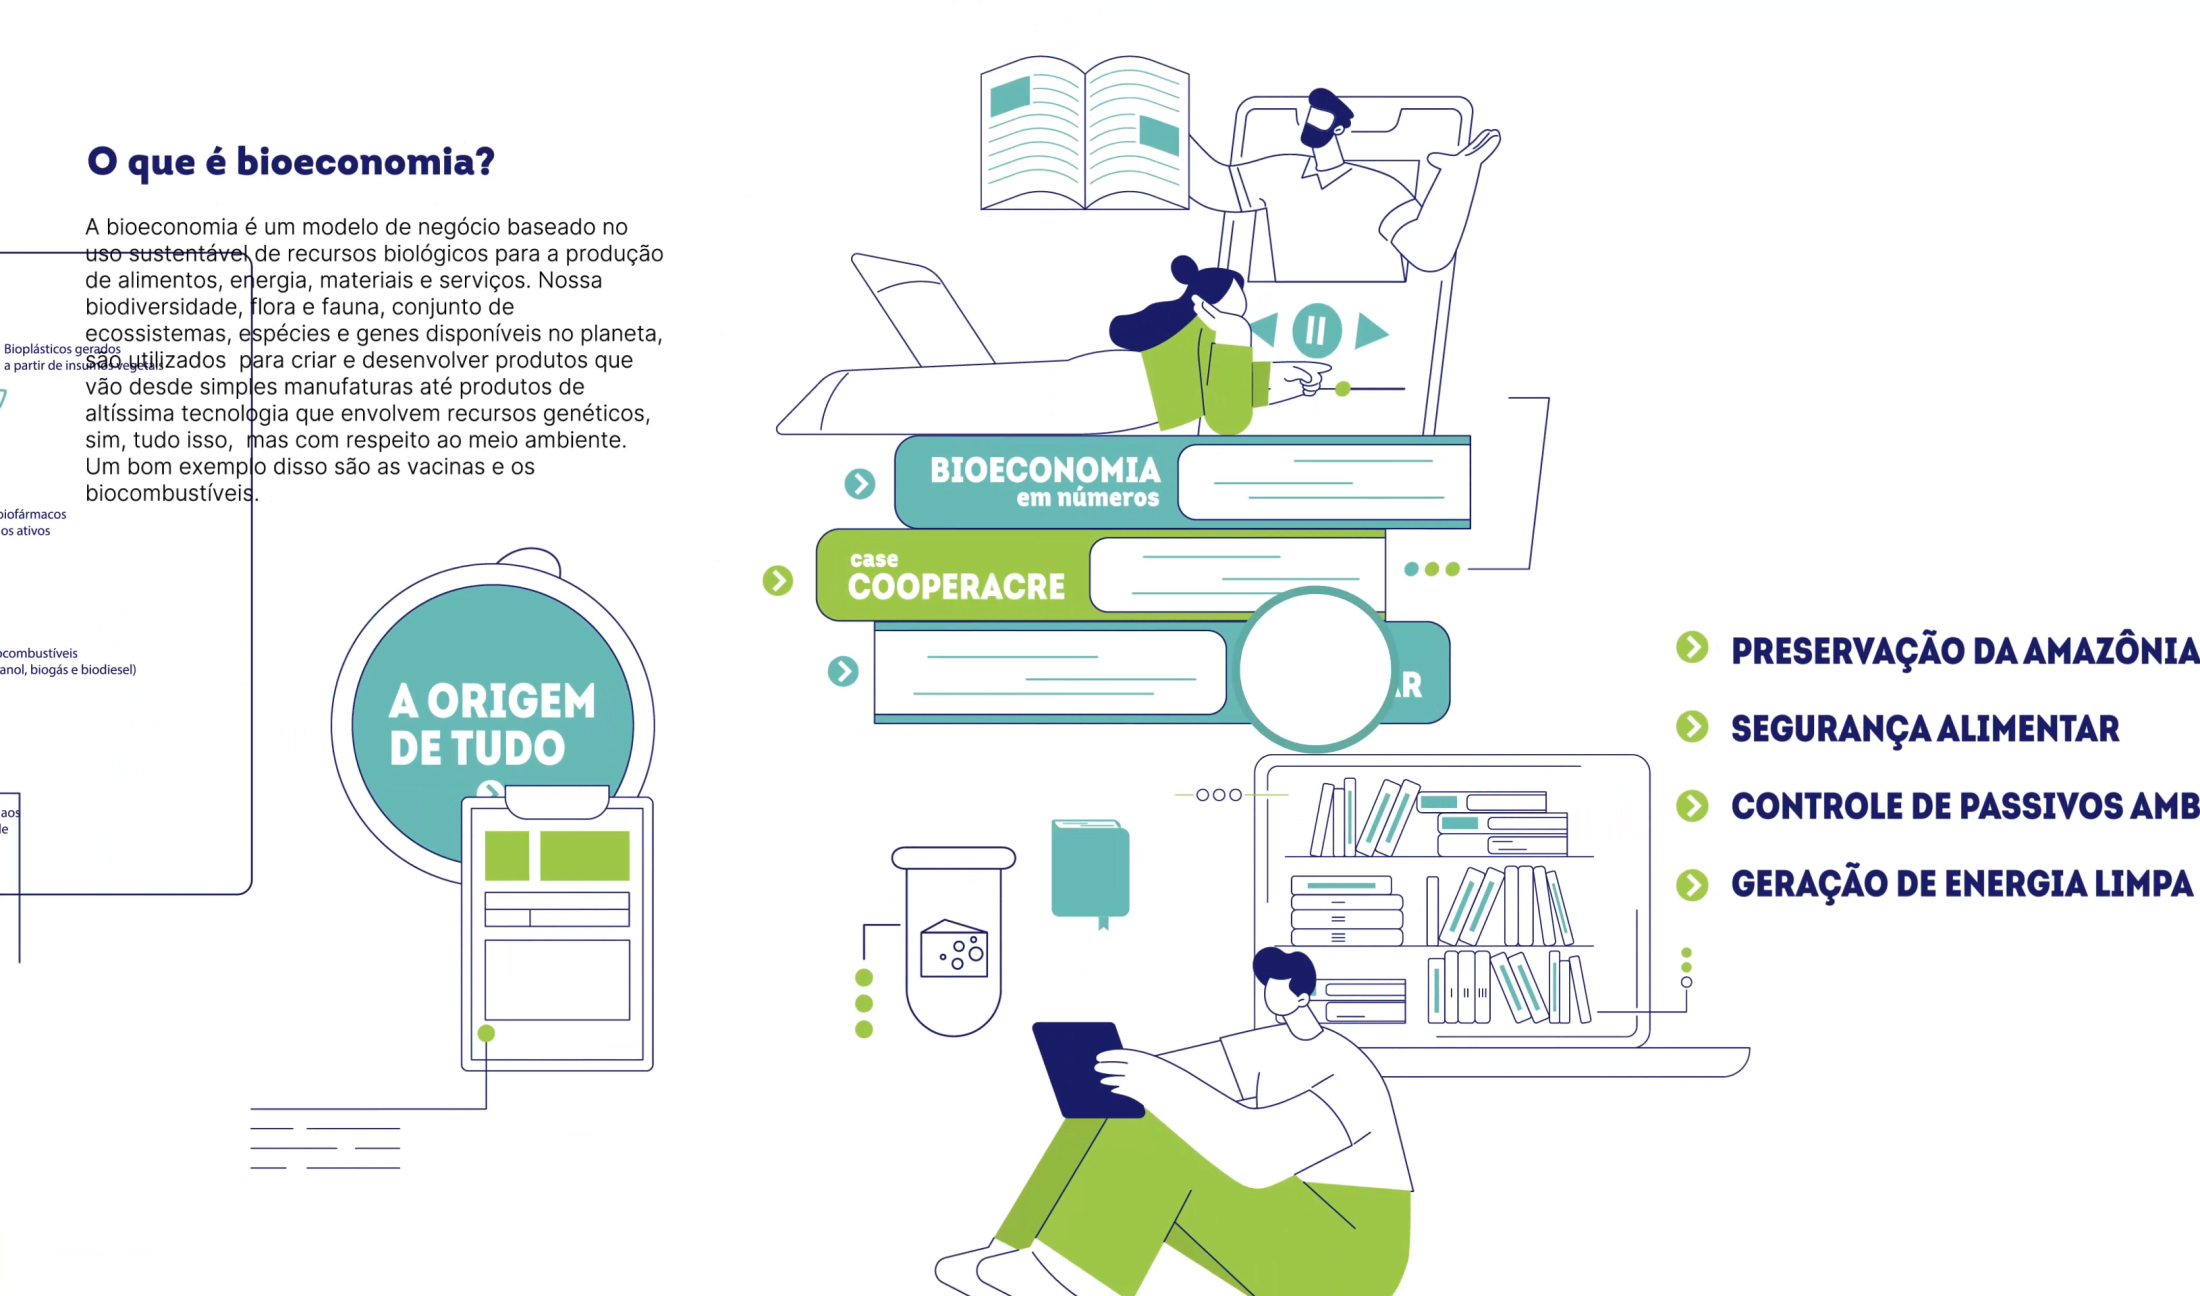 O que é bioeconomia?
A bioeconomia é um modelo de negócio baseado no
uso sustentável de recursos biológicos para a produção
de alimentos, energia, materiais e serviços. Nossa
biodiversidade, flora e fauna, conjunto de
ecossistemas, espécies e genes disponíveis no planeta,
são utilizados para criar e desenvolver produtos que
vão desde simples manufaturas até produtos de
altíssima tecnologia que envolvem recursos genéticos,
sim, tudo isso, mas com respeito ao meio ambiente.
Um bom exemplo disso são as vacinas e os
biocombustíveis.
Bioplásticos gerados
a partir de insumos vegetais
biofármacos
os ativos
ocombustíveis
anol, biogás e biodiesel)
aos
de
A ORIGEM
DE TUDO
BIOECONOMIA
em números
case
COOPERACRE
AR
PRESERVAÇÃO DA AMAZÔNIA
SEGURANÇA ALIMENTAR
CONTROLE DE PASSIVOS AMB
GERAÇÃO DE ENERGIA LIMPA